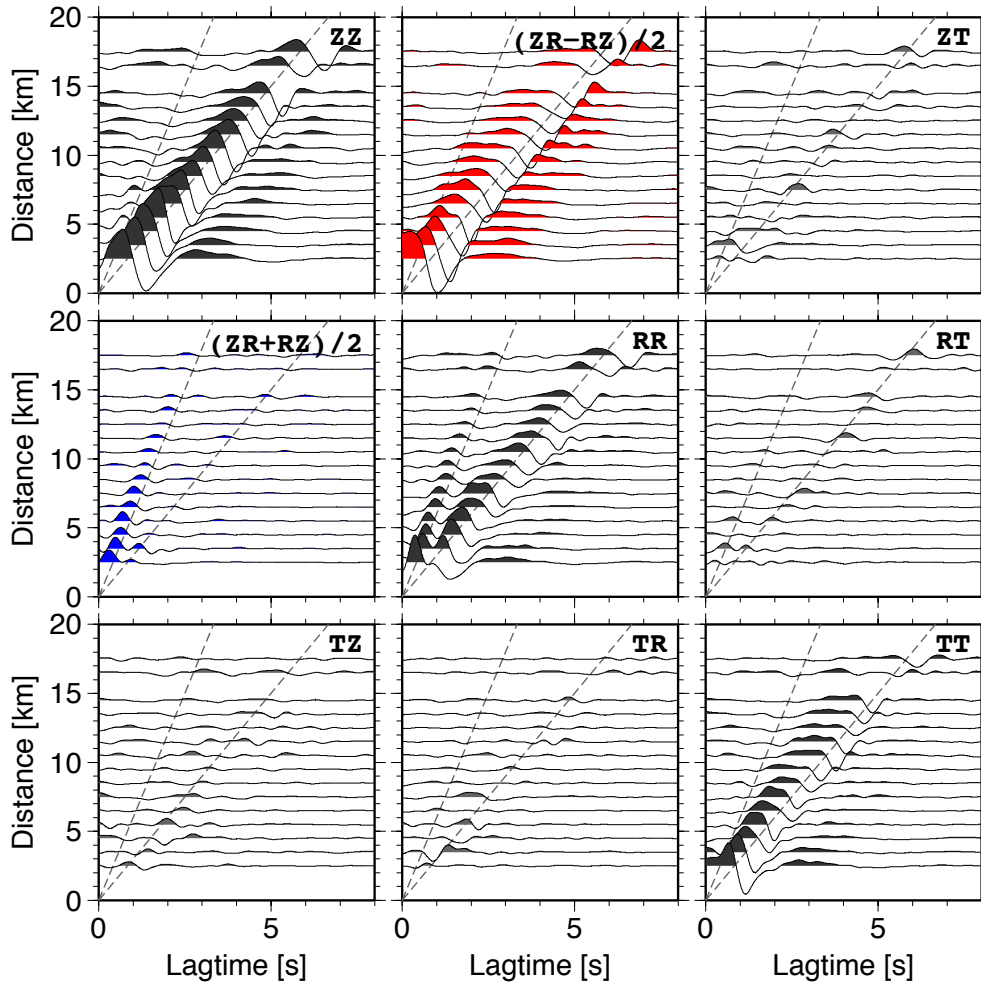 20
15
10
5
0
Distance [km]
ZZ
(ZR−RZ)/2
ZT
20
15
10
5
0
Distance [km]
(ZR+RZ)/2
RR
RT
20
15
10
5
0
Distance [km]
TZ
TR
TT
0 5
0 5
0 5
Lagtime [s]
Lagtime [s]
Lagtime [s]